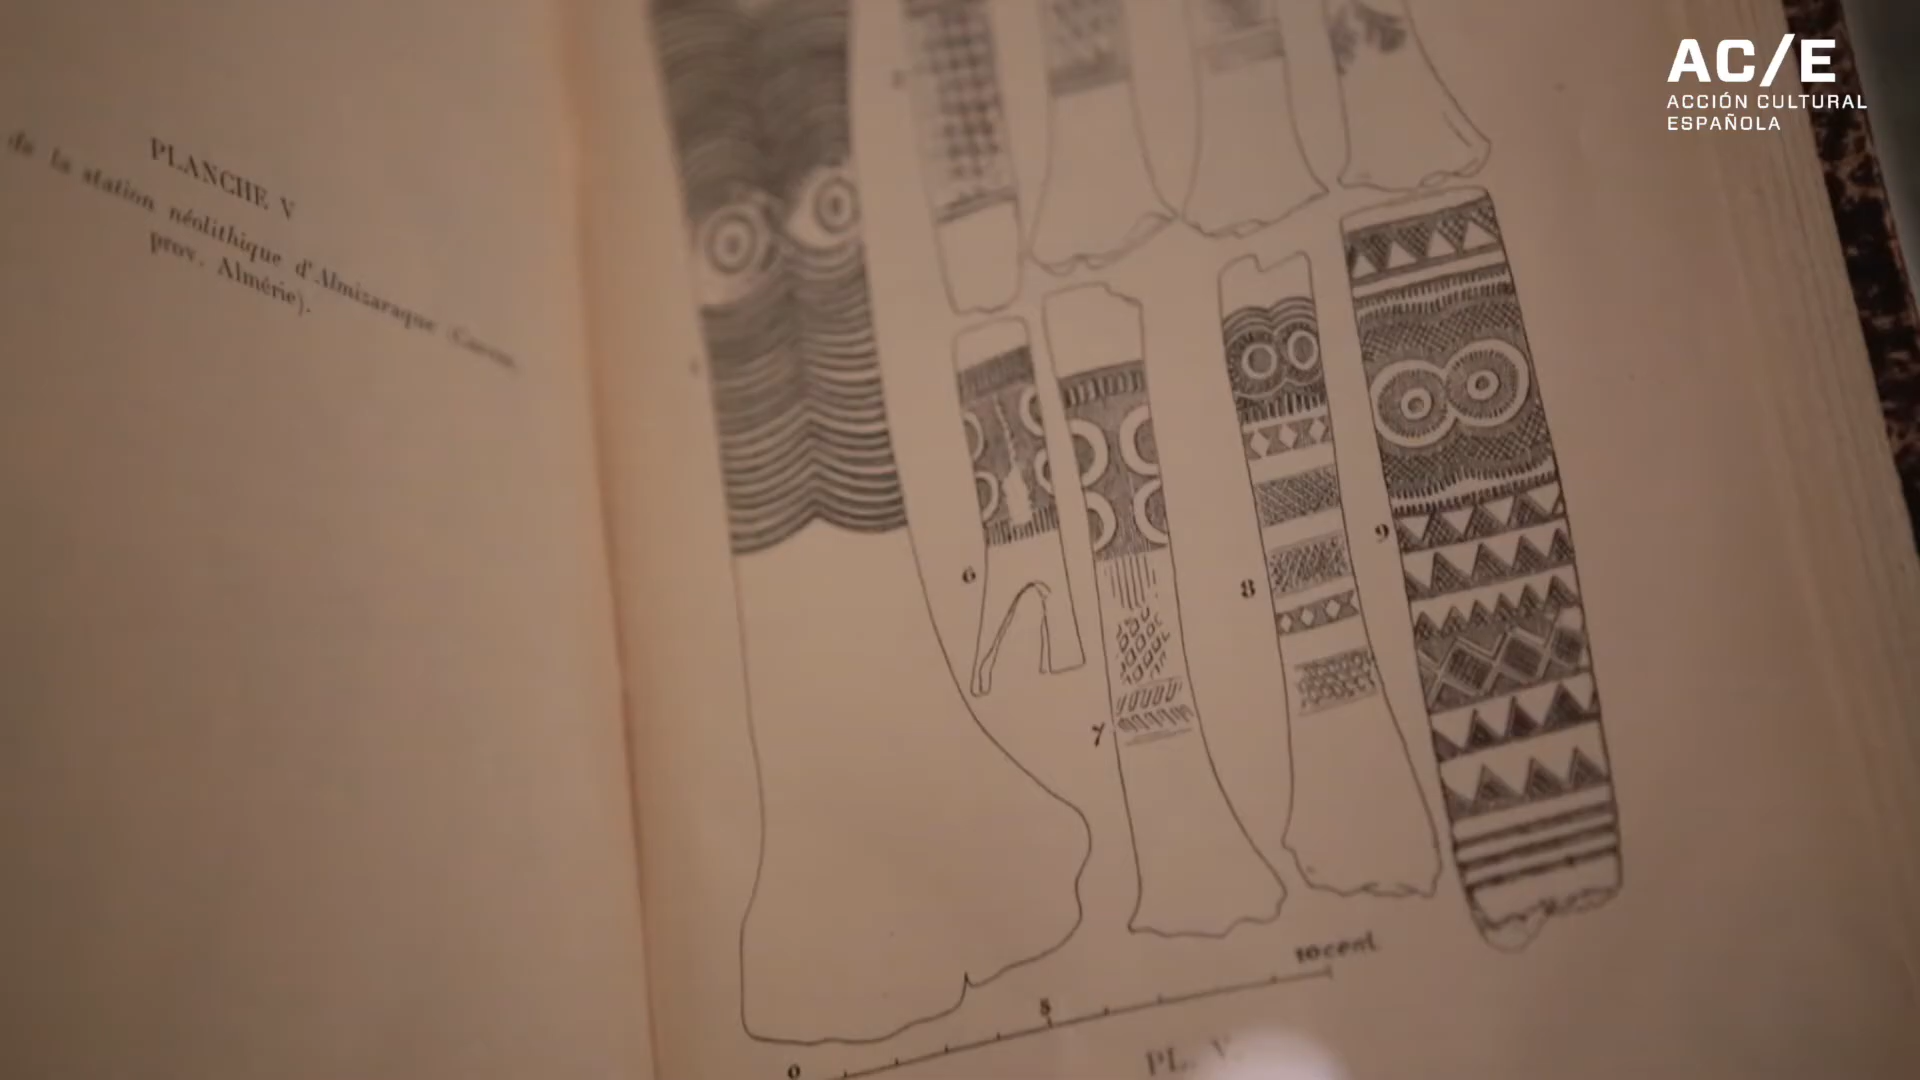 AC/E
ACCIÓN CULTURAL
ESPAÑOLA
PLANCHE V
de la station néolithique d'Almizaraque
prov. Almérie).
6
7
8
9
0
5
10 cent.
PL. V.